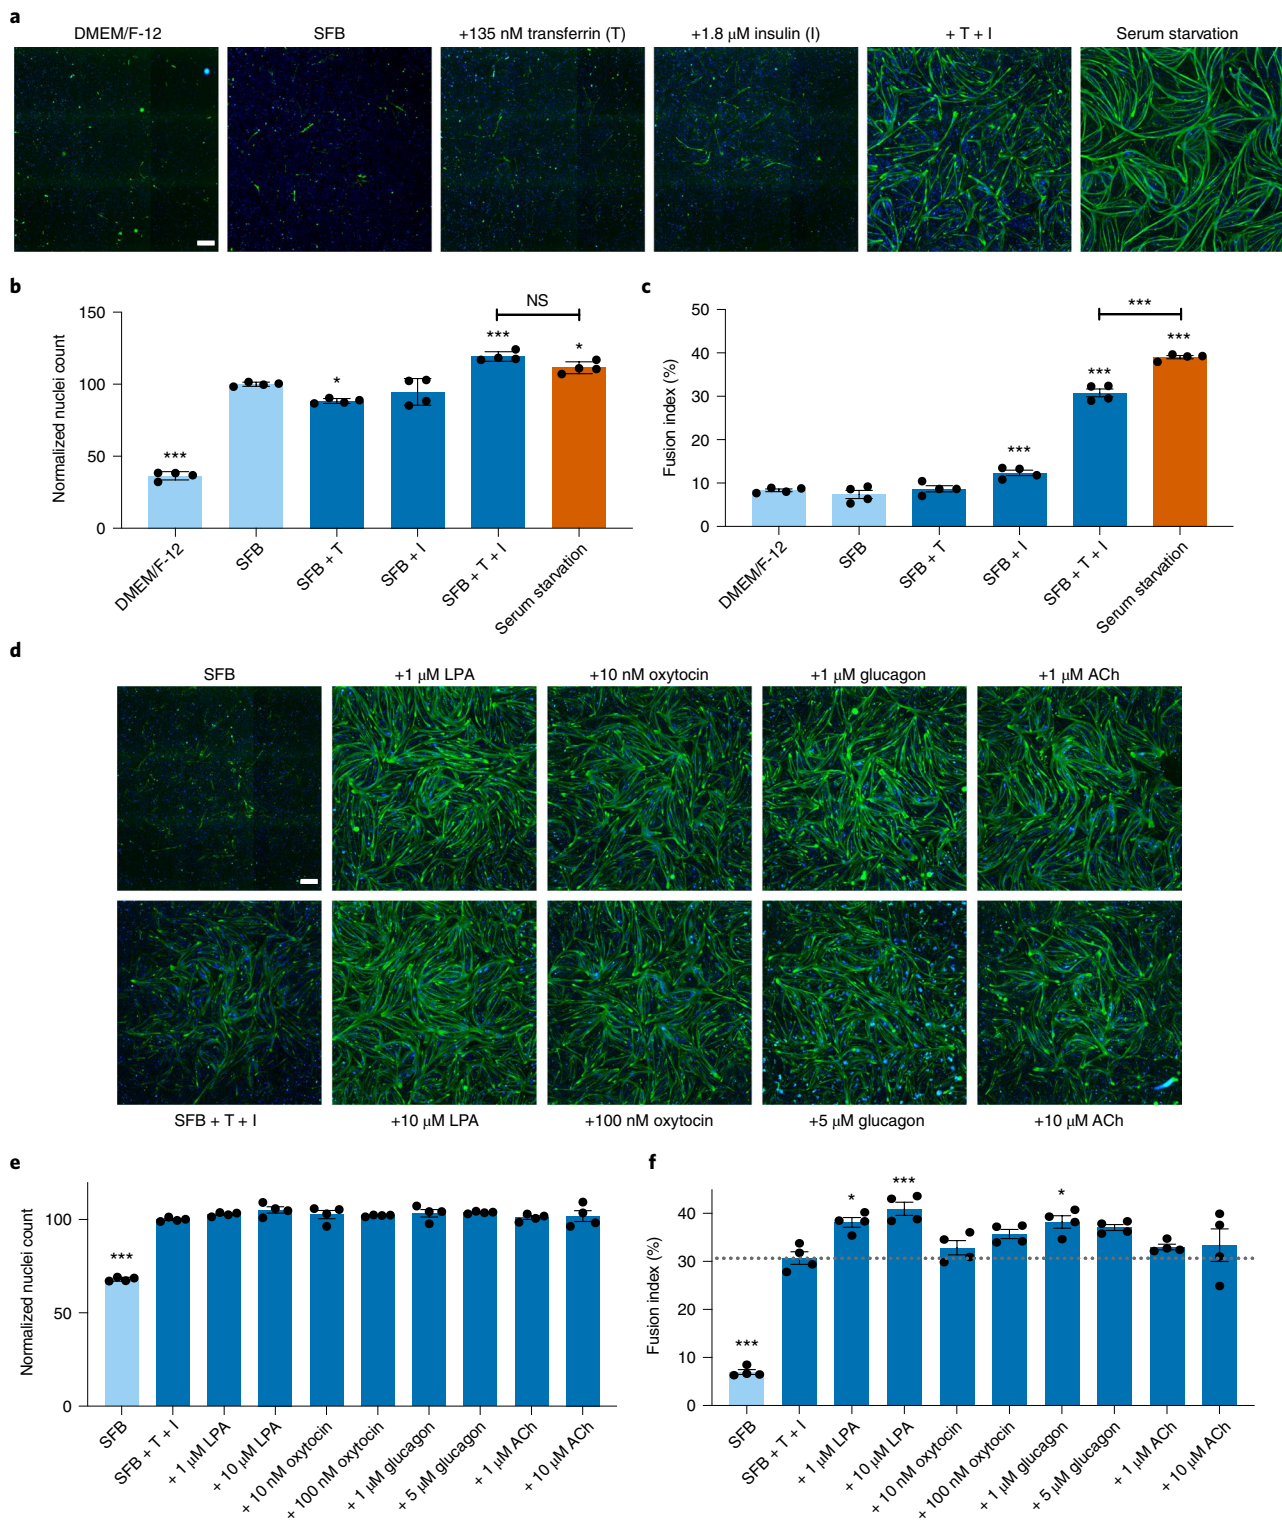 a
DMEM/F-12 SFB +135 nM transferrin (T) +1.8 μM insulin (I) + T + I Serum starvation
b
Normalized nuclei count
150
100
50
0
***
*
***
*
NS
DMEM/F-12
SFB
SFB + T
SFB + I
SFB + T + I
Serum starvation
c
Fusion index (%)
50
40
30
20
10
0
***
***
***
***
DMEM/F-12
SFB
SFB + T
SFB + I
SFB + T + I
Serum starvation
d
SFB +1 μM LPA +10 nM oxytocin +1 μM glucagon +1 μM ACh
SFB + T + I +10 μM LPA +100 nM oxytocin +5 μM glucagon +10 μM ACh
e
Normalized nuclei count
100
50
0
***
SFB
SFB + T + I
+ 1 μM LPA
+ 10 μM LPA
+ 10 nM oxytocin
+ 100 nM oxytocin
+ 1 μM glucagon
+ 5 μM glucagon
+ 1 μM ACh
+ 10 μM ACh
f
Fusion index (%)
40
30
20
10
0
***
*
***
*
SFB
SFB + T + I
+ 1 μM LPA
+ 10 μM LPA
+ 10 nM oxytocin
+ 100 nM oxytocin
+ 1 μM glucagon
+ 5 μM glucagon
+ 1 μM ACh
+ 10 μM ACh